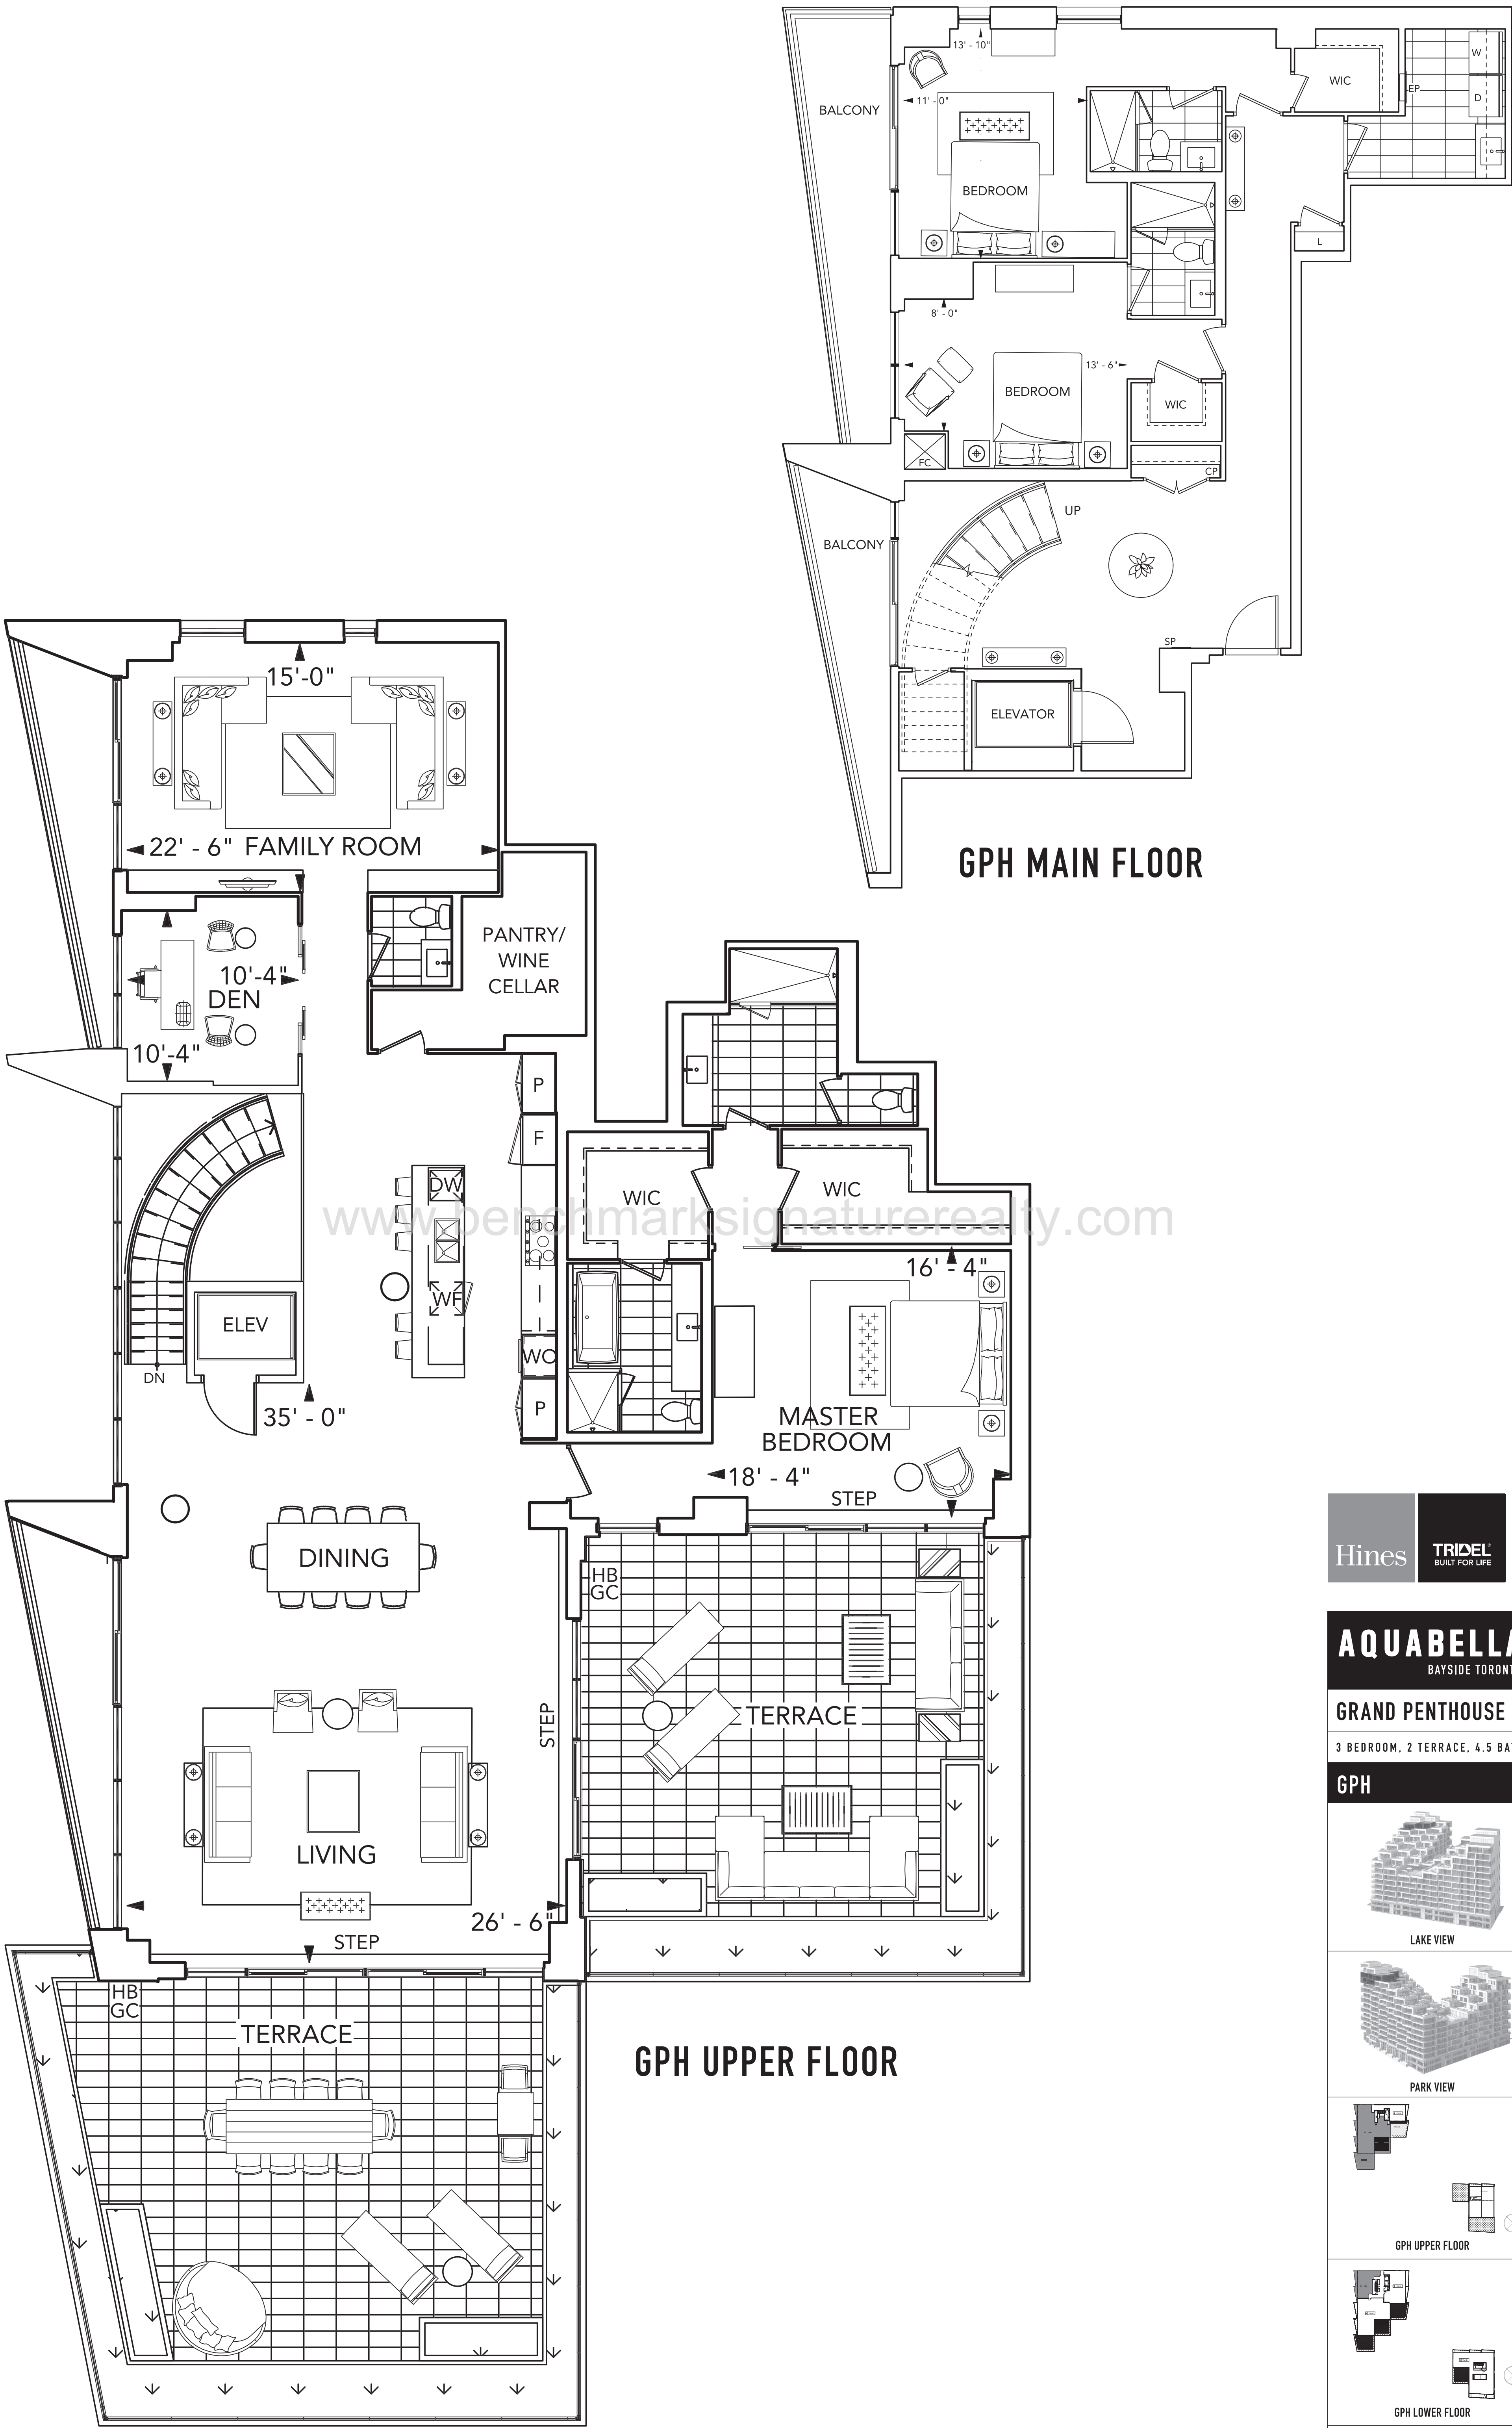 13' - 10"
WIC
W
EP
D
BALCONY
11' - 0"
BEDROOM
L
8' - 0"
13' - 6"
BEDROOM
WIC
FC
CP
UP
BALCONY
SP
ELEVATOR
GPH MAIN FLOOR
15'-0"
22' - 6" FAMILY ROOM
PANTRY/
WINE
CELLAR
10'-4"
DEN
10'-4"
P
F
DW
WIC
WIC
www.benchmarksignaturerealty.com
16' - 4"
WF
ELEV
WO
DN
P
35' - 0"
MASTER
BEDROOM
18' - 4"
STEP
DINING
HB
GC
STEP
TERRACE
LIVING
26' - 6"
STEP
HB
GC
TERRACE
GPH UPPER FLOOR
Hines
TRIDEL®
BUILT FOR LIFE
AQUABELLA
BAYSIDE TORONT
GRAND PENTHOUSE
3 BEDROOM, 2 TERRACE, 4.5 BA
GPH
LAKE VIEW
PARK VIEW
GPH UPPER FLOOR
GPH LOWER FLOOR